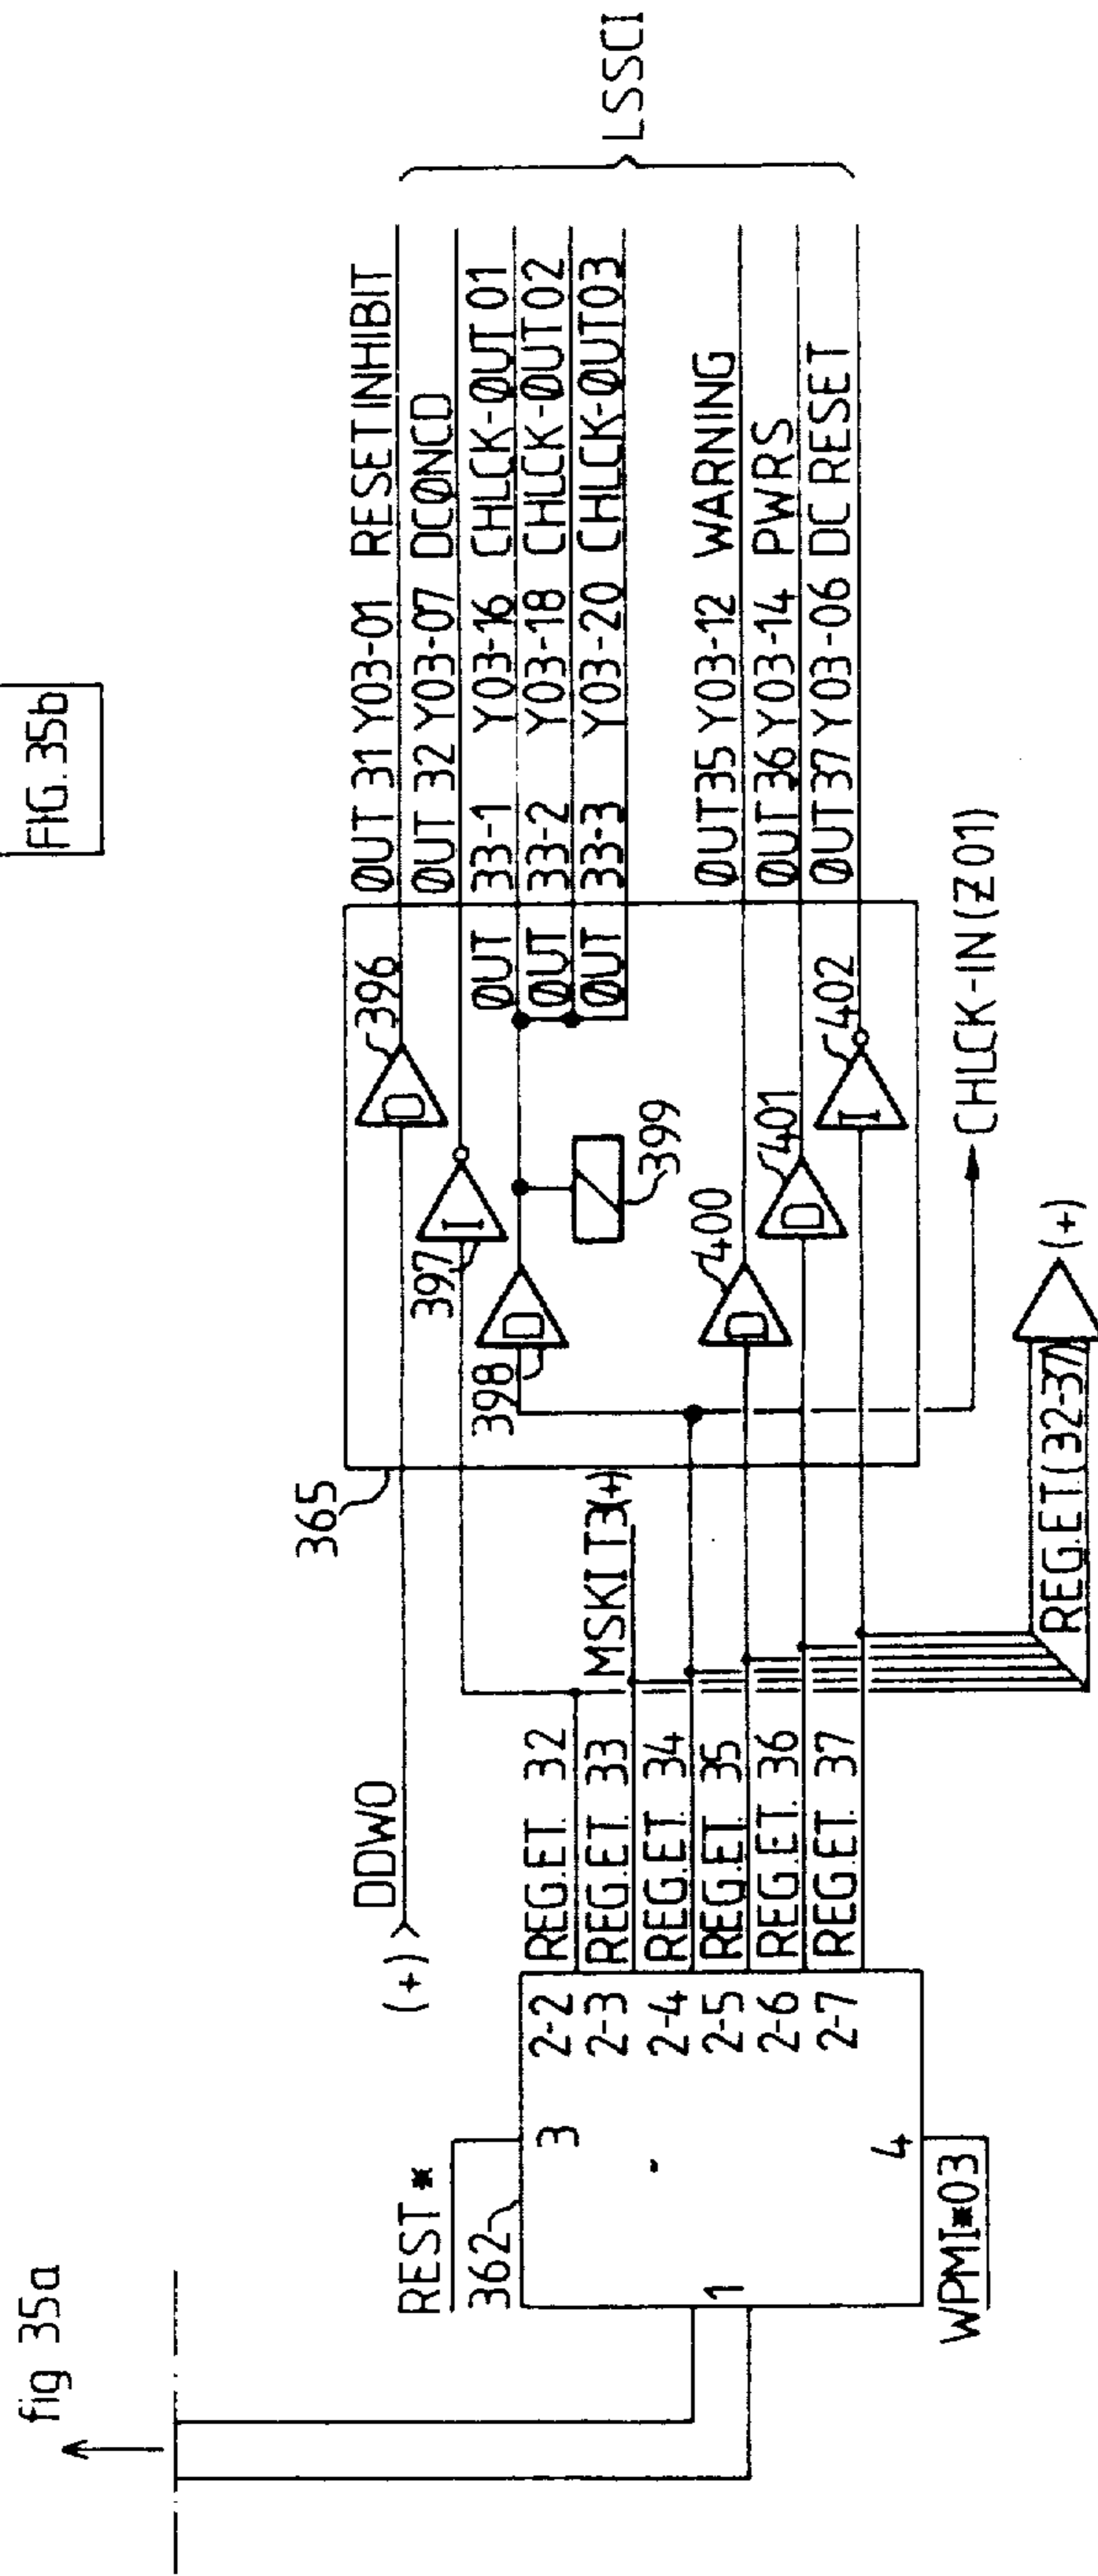 FIG. 35b
fig 35a
REST*
362
3
1
4
WPMI*03
2-2 REG.ET. 32
2-3 REG.ET. 33
2-4 REG.ET. 34
2-5 REG.ET. 35
2-6 REG.ET. 36
2-7 REG.ET. 37
(+) DDWO
MSKIT3(+)
REG.ET.(32-37)
(+)
365
396
D
397
I
398
D
399
400
D
401
D
402
I
CHLCK-IN(Z01)
ØUT 31 Y03-01 RESET INHIBIT
ØUT 32 Y03-07 DCØNCD
ØUT 33-1 Y03-16 CHLCK-ØUT 01
ØUT 33-2 Y03-18 CHLCK-ØUT 02
ØUT 33-3 Y03-20 CHLCK-ØUT 03
ØUT 35 Y03-12 WARNING
ØUT 36 Y03-14 PWRS
ØUT 37 Y03-06 DC RESET
LSSCI